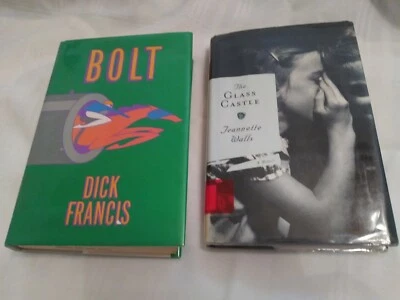 BOLT
DICK
FRANCIS
The
GLASS
CASTLE
Jeannette
Walls